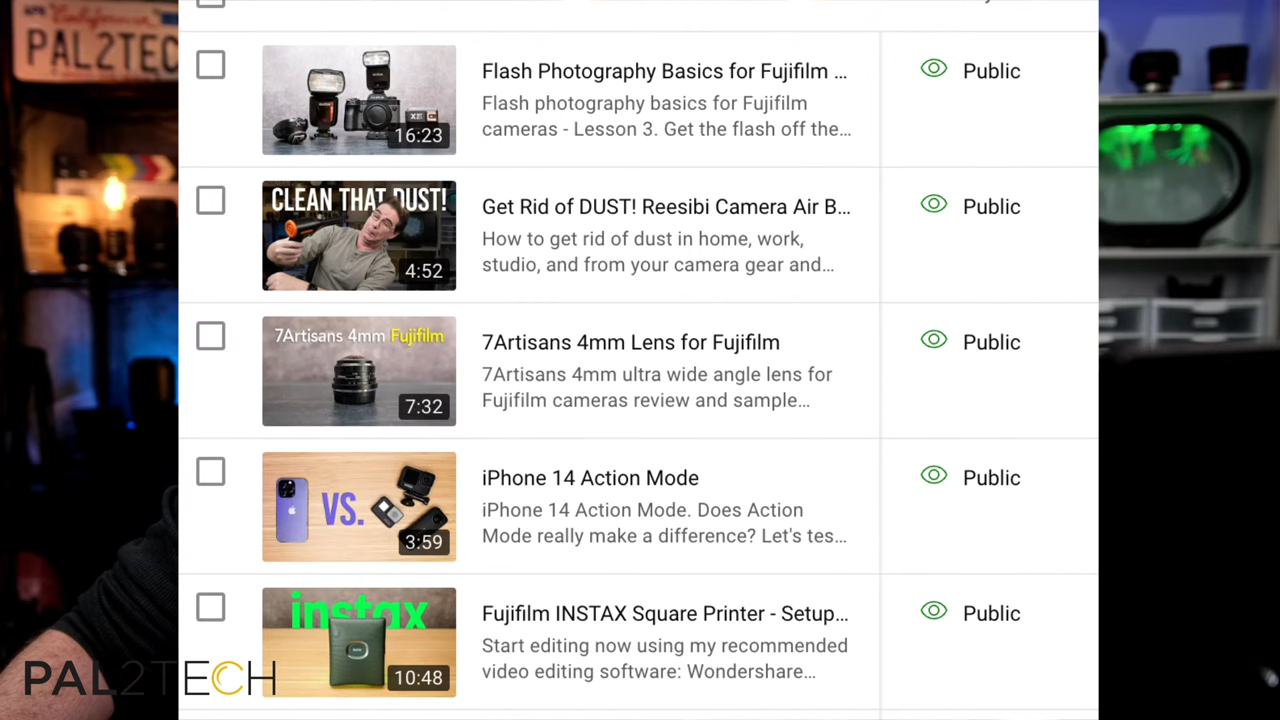 California
PAL2TECH
Flash Photography Basics for Fujifilm ...
Flash photography basics for Fujifilm
cameras - Lesson 3. Get the flash off the...
16:23
Public
CLEAN THAT DUST!
4:52
Get Rid of DUST! Reesibi Camera Air B...
How to get rid of dust in home, work,
studio, and from your camera gear and...
Public
7Artisans 4mm Fujifilm
7:32
7Artisans 4mm Lens for Fujifilm
7Artisans 4mm ultra wide angle lens for
Fujifilm cameras review and sample...
Public
VS.
3:59
iPhone 14 Action Mode
iPhone 14 Action Mode. Does Action
Mode really make a difference? Let's tes...
Public
instax
10:48
Fujifilm INSTAX Square Printer - Setup...
Start editing now using my recommended
video editing software: Wondershare...
Public
PAL2TECH